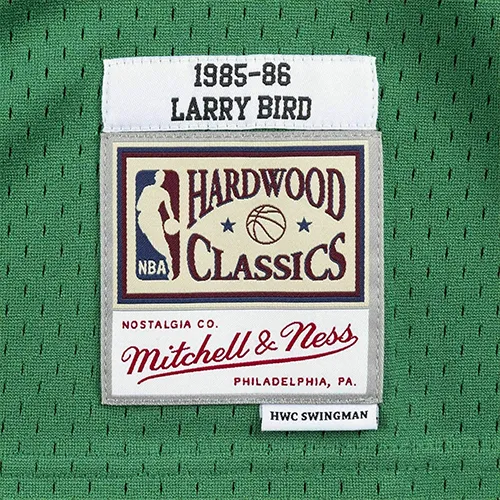 1985-86
LARRY BIRD
HARDWOOD
CLASSICS
NBA
NOSTALGIA CO.
Mitchell & Ness
PHILADELPHIA, PA.
HWC SWINGMAN